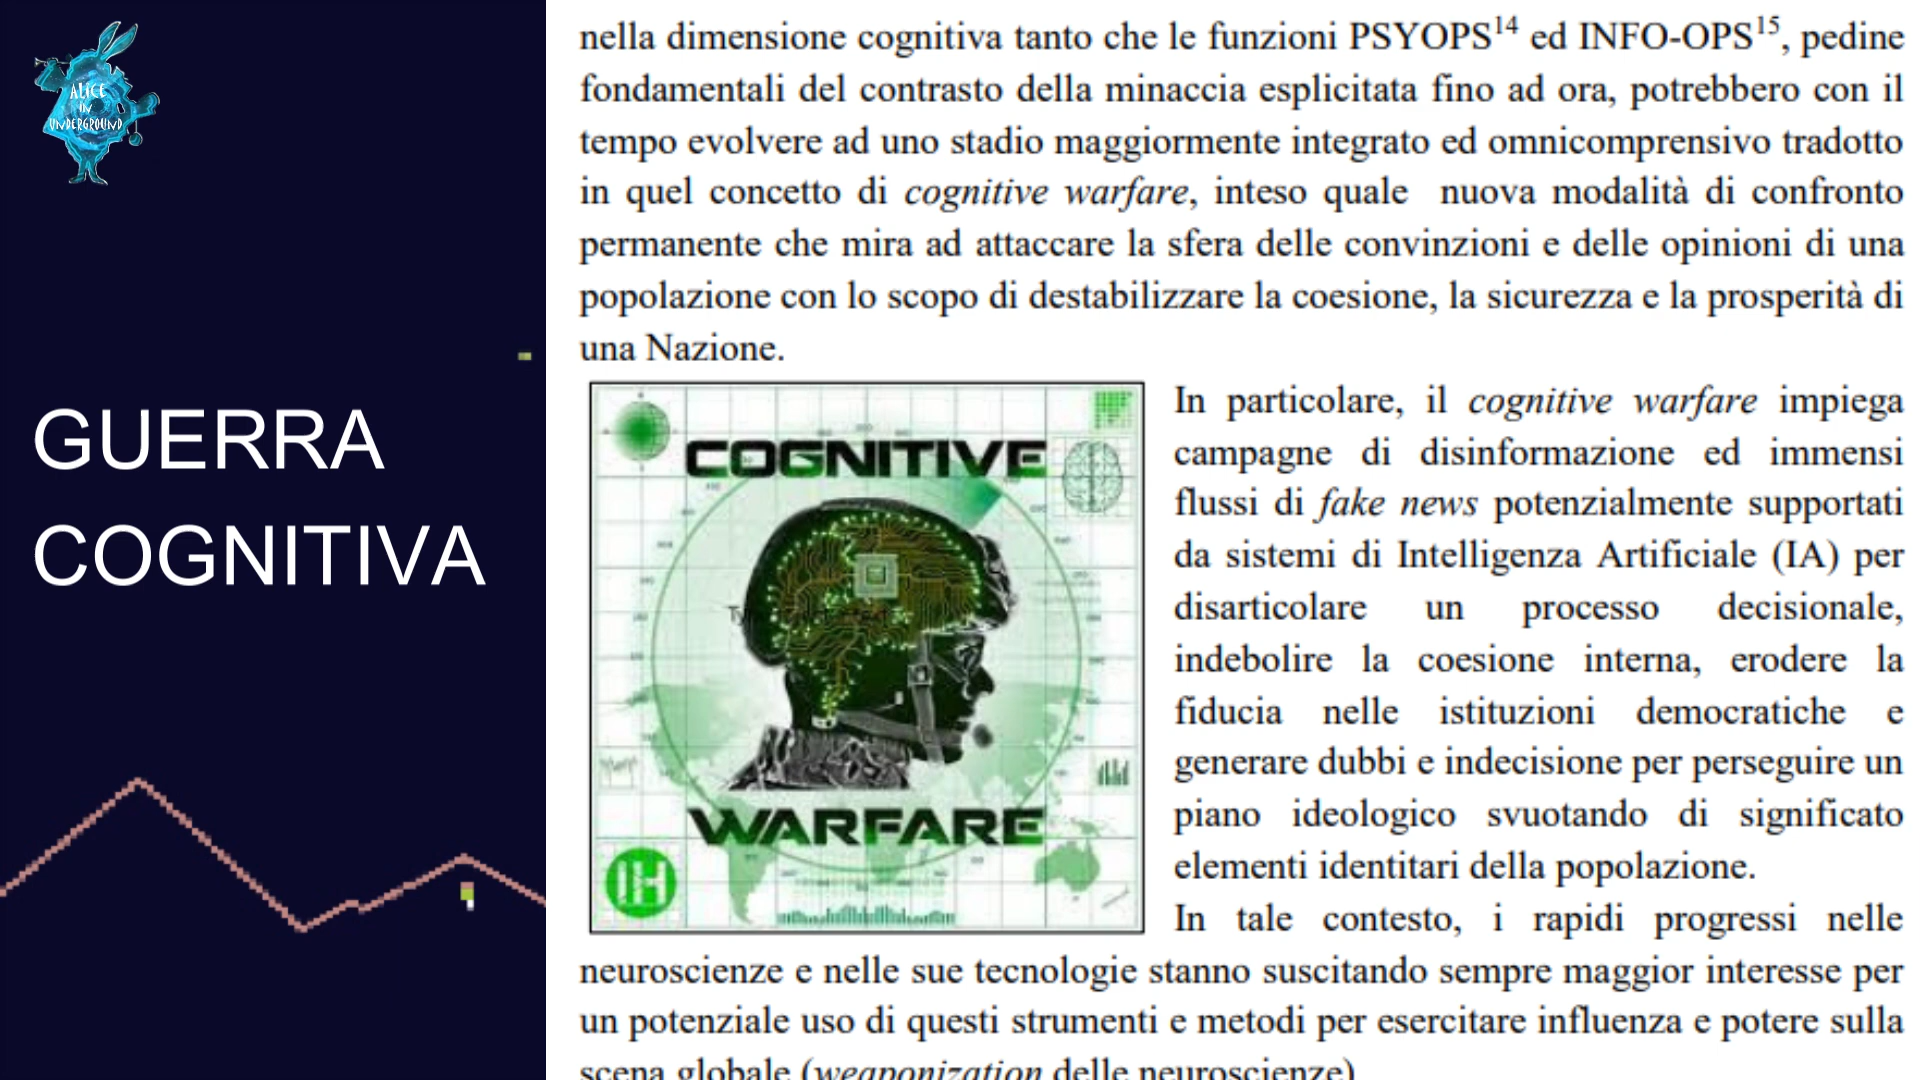 ALICE
IN
UNDERGROUND
GUERRA
COGNITIVA
nella dimensione cognitiva tanto che le funzioni PSYOPS14 ed INFO-OPS15, pedine
fondamentali del contrasto della minaccia esplicitata fino ad ora, potrebbero con il
tempo evolvere ad uno stadio maggiormente integrato ed omnicomprensivo tradotto
in quel concetto di cognitive warfare, inteso quale nuova modalità di confronto
permanente che mira ad attaccare la sfera delle convinzioni e delle opinioni di una
popolazione con lo scopo di destabilizzare la coesione, la sicurezza e la prosperità di
una Nazione.
COGNITIVE
WARFARE
IH
In particolare, il cognitive warfare impiega
campagne di disinformazione ed immensi
flussi di fake news potenzialmente supportati
da sistemi di Intelligenza Artificiale (IA) per
disarticolare un processo decisionale,
indebolire la coesione interna, erodere la
fiducia nelle istituzioni democratiche e
generare dubbi e indecisione per perseguire un
piano ideologico svuotando di significato
elementi identitari della popolazione.
In tale contesto, i rapidi progressi nelle
neuroscienze e nelle sue tecnologie stanno suscitando sempre maggior interesse per
un potenziale uso di questi strumenti e metodi per esercitare influenza e potere sulla
scena globale (weaponization delle neuroscienze)